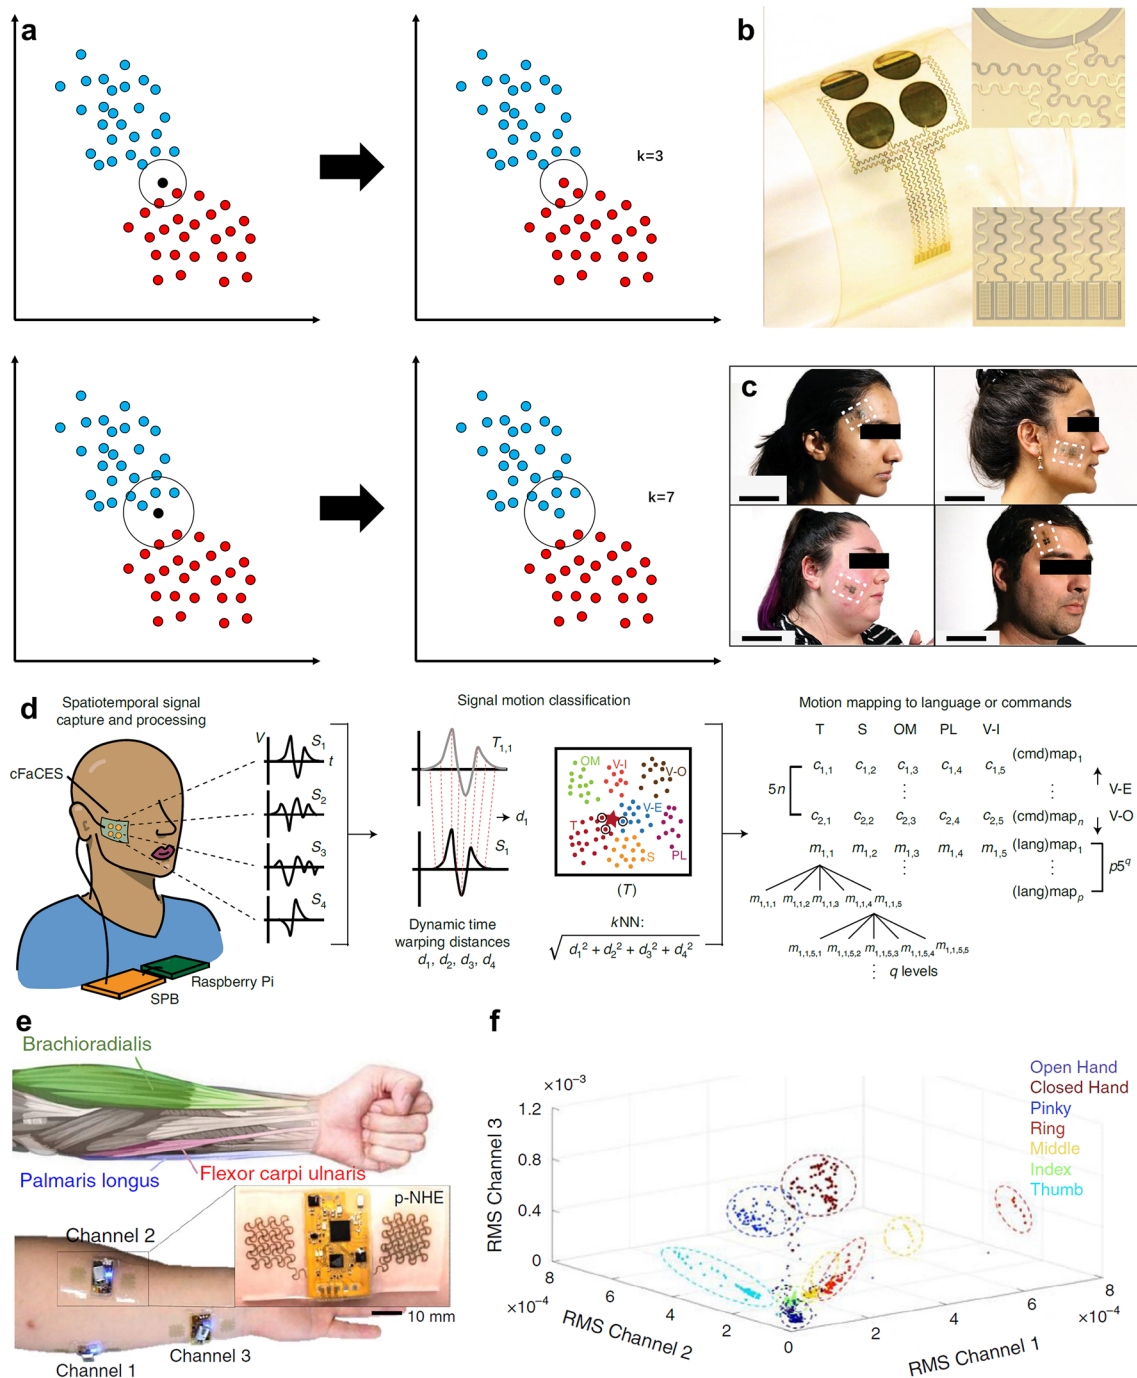 a
k=3
k=7
b
c
d
Spatiotemporal signal
capture and processing
cFaCES
V
S1
t
S2
S3
S4
Raspberry Pi
SPB
Signal motion classification
T1,1
d1
S1
Dynamic time
warping distances
d1, d2, d3, d4
OM
V-I
V-O
V-E
T
S
PL
(T)
kNN:
√d1² + d2² + d3² + d4²
Motion mapping to language or commands
T S OM PL V-I
5n
c1,1 c1,2 c1,3 c1,4 c1,5 (cmd)map1
⋮ ⋮
V-E
c2,1 c2,2 c2,3 c2,4 c2,5 (cmd)mapn
V-O
m1,1 m1,2 m1,3 m1,4 m1,5 (lang)map1
⋮ ⋮
p5^q
(lang)mapp
m1,1,1 m1,1,2 m1,1,3 m1,1,4 m1,1,5
m1,1,5,1 m1,1,5,2 m1,1,5,3 m1,1,5,4 m1,1,5,5
⋮ q levels
e
Brachioradialis
Palmaris longus
Flexor carpi ulnaris
p-NHE
Channel 2
10 mm
Channel 3
Channel 1
f
×10⁻³
1.2
0.8
0.4
0
RMS Channel 3
8
6
4
2
0
×10⁻⁴
RMS Channel 2
2
4
6
8
×10⁻⁴
RMS Channel 1
Open Hand
Closed Hand
Pinky
Ring
Middle
Index
Thumb